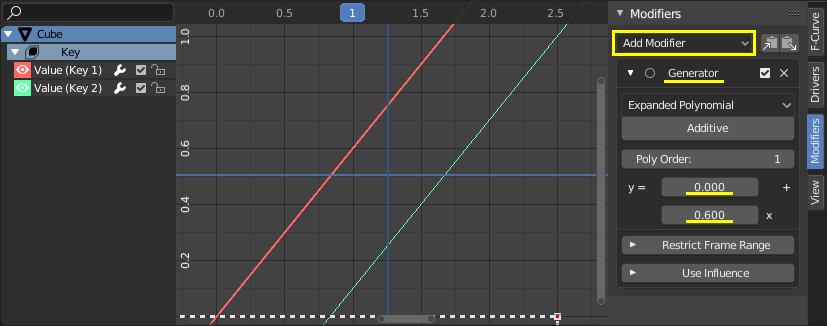 0.0 0.5 1 1.5 2.0 2.5
Cube
Key
Value (Key 1)
Value (Key 2)
1.0
0.8
0.6
0.4
0.2
Modifiers
Add Modifier
Generator
Expanded Polynomial
Additive
Poly Order: 1
y = 0.000 +
0.600 x
Restrict Frame Range
Use Influence
F-Curve
Drivers
Modifiers
View